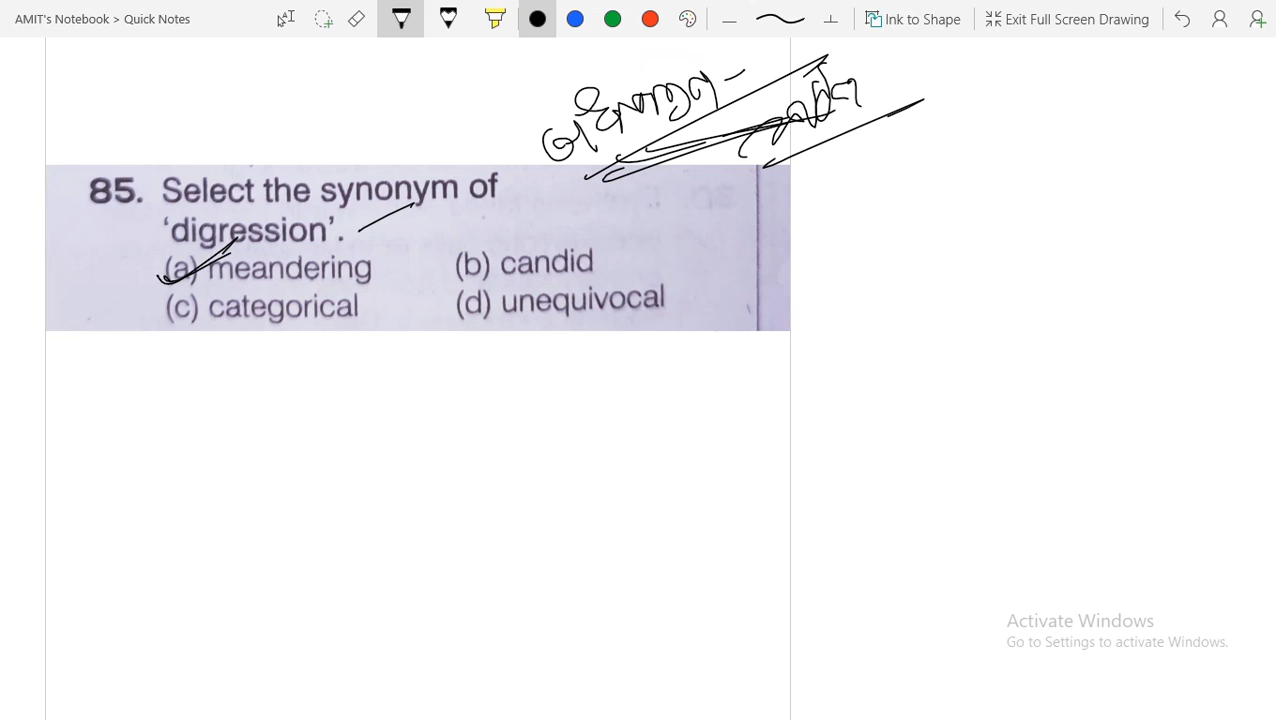 AMIT's Notebook > Quick Notes
Ink to Shape
Exit Full Screen Drawing
85. Select the synonym of
‘digression’.
(a) meandering (b) candid
(c) categorical (d) unequivocal
Activate Windows
Go to Settings to activate Windows.